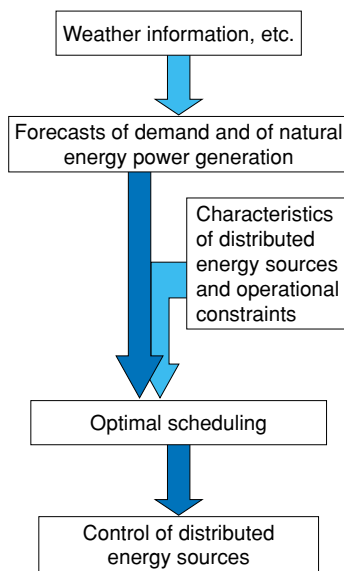 Weather information, etc.
Forecasts of demand and of natural
energy power generation
Characteristics
of distributed
energy sources
and operational
constraints
Optimal scheduling
Control of distributed
energy sources